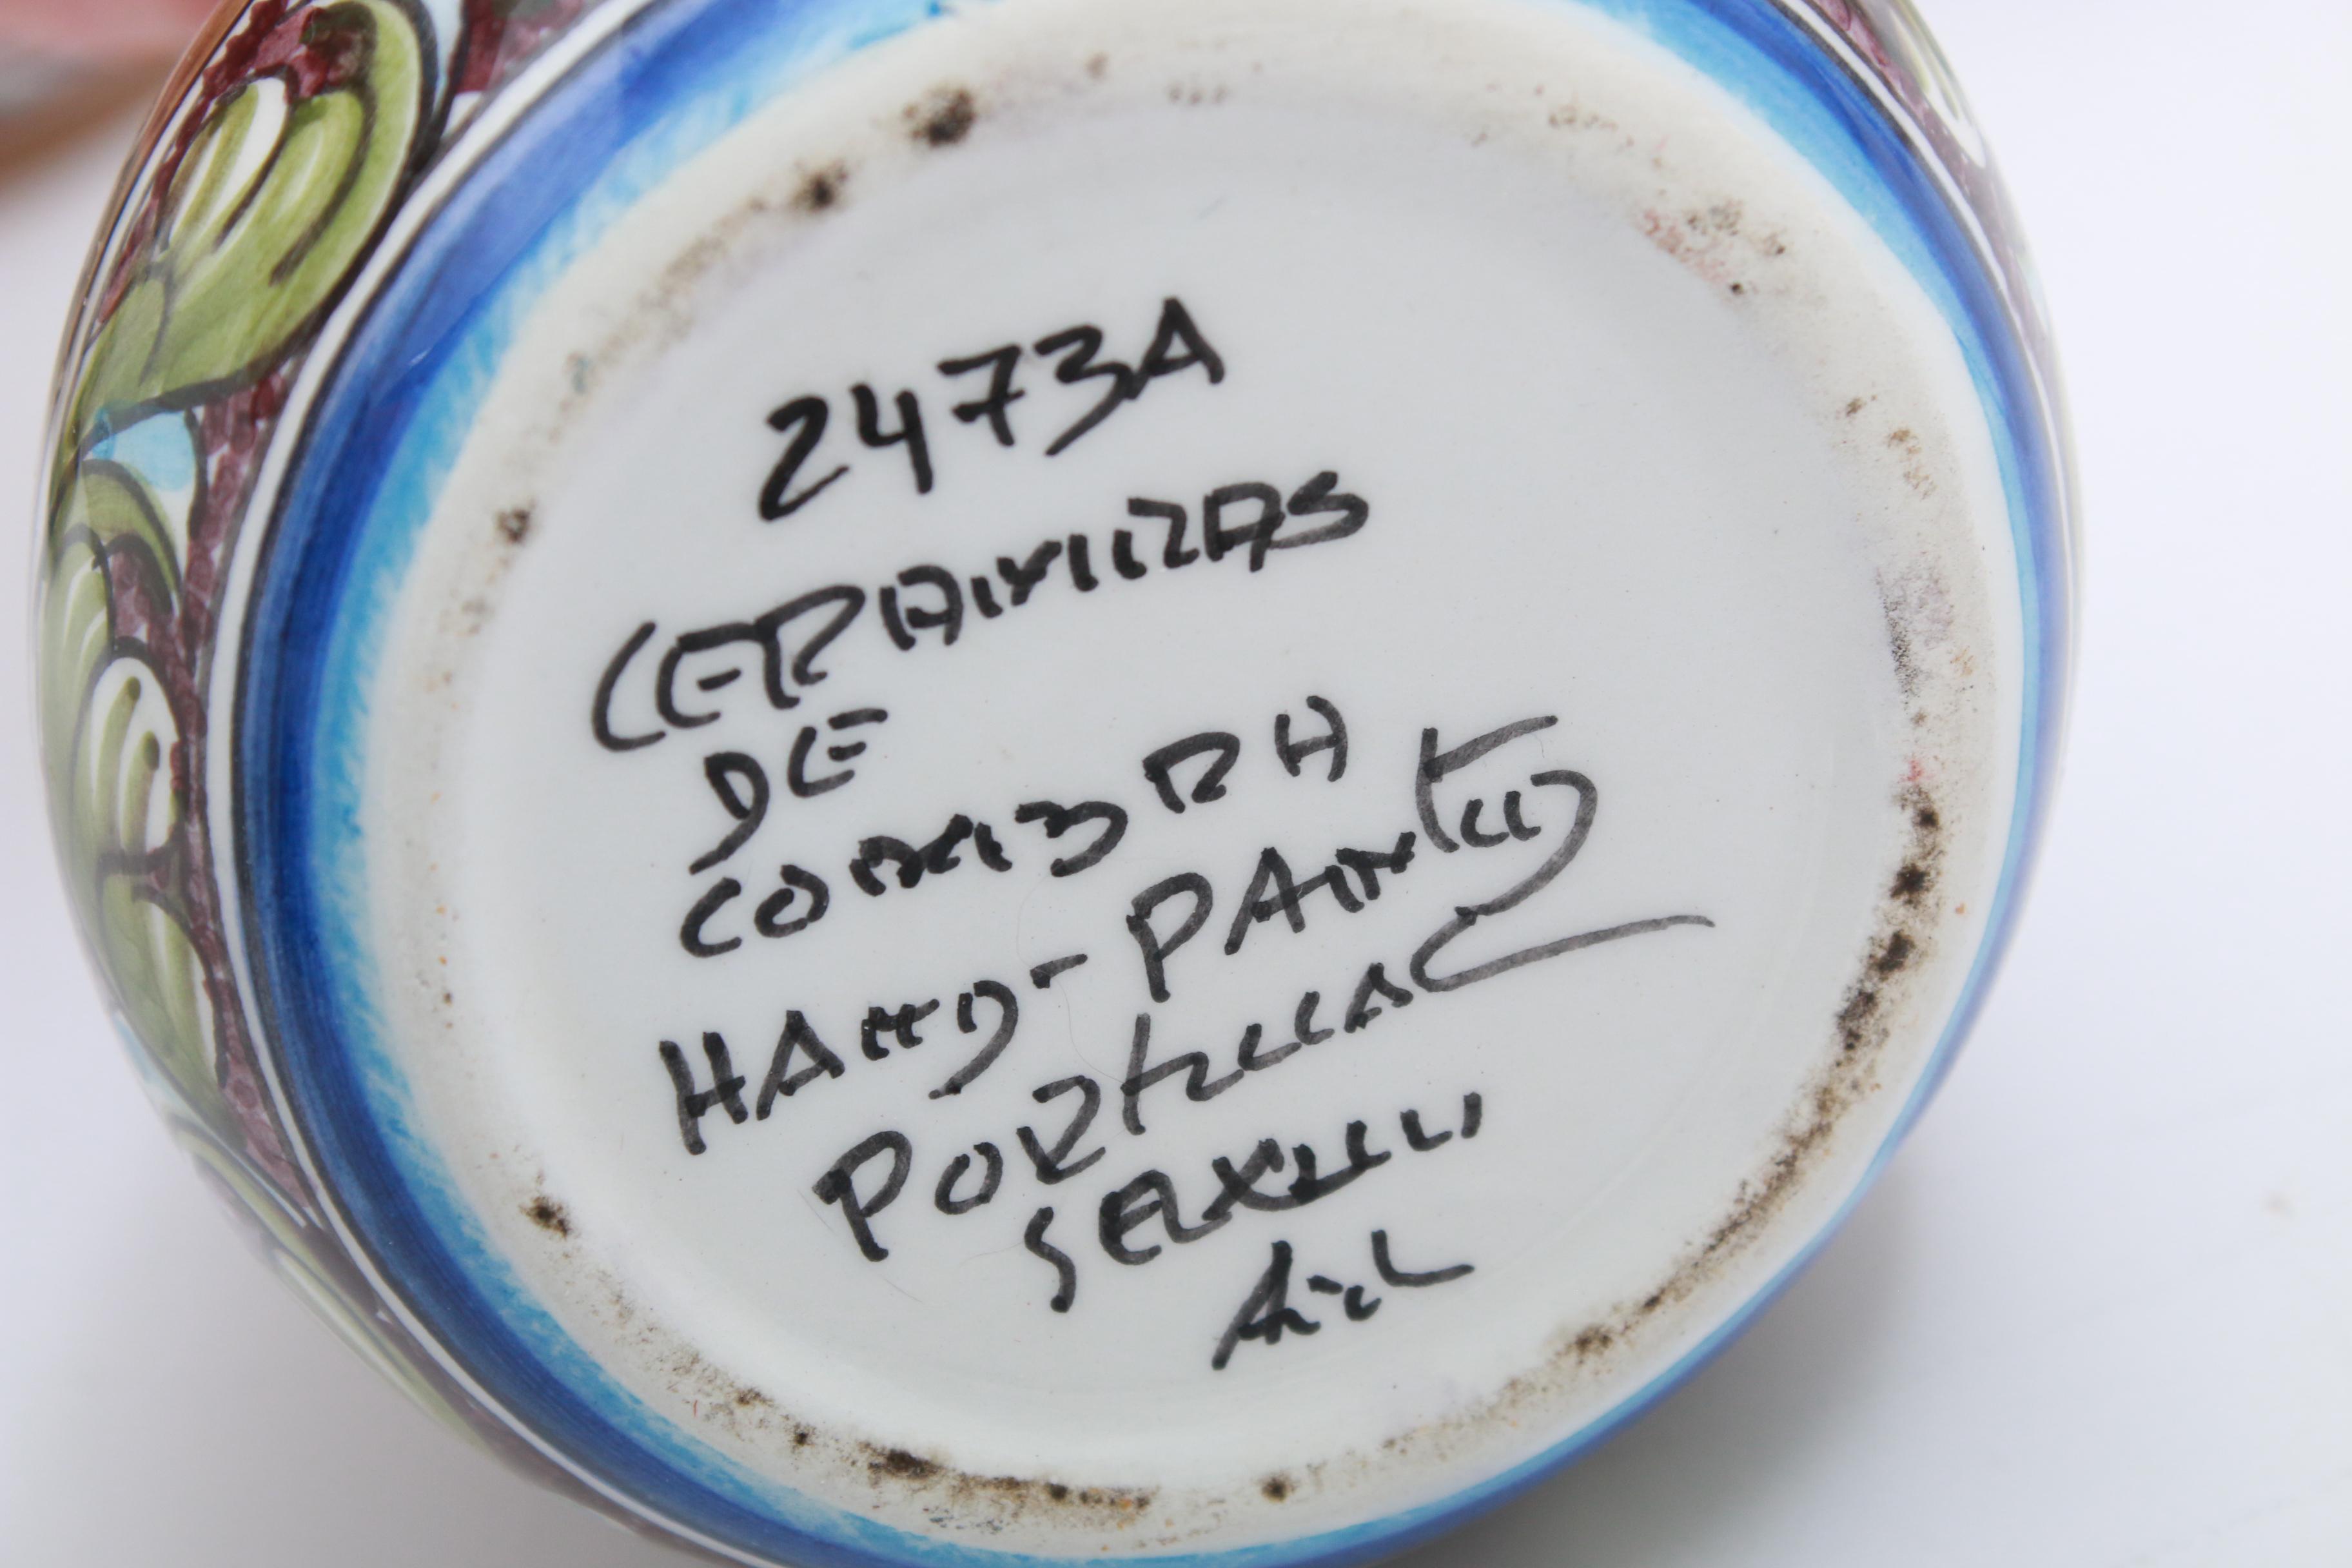 2473A
CERAMICAS
DE
COIMBRA
HAND-PAINTED
PORTUGAL